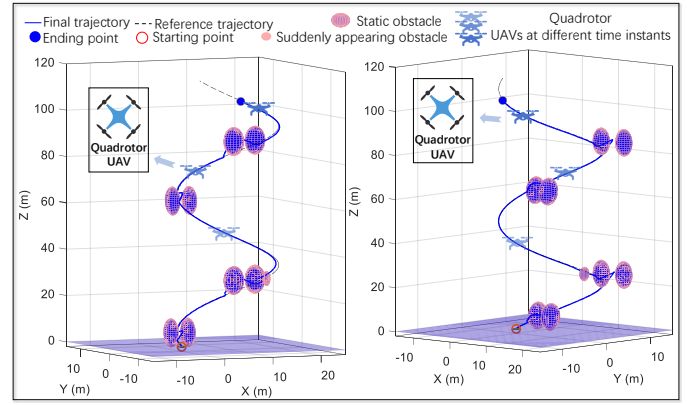 Final trajectory
Reference trajectory
Static obstacle
Quadrotor
Ending point
Starting point
Suddenly appearing obstacle
UAVs at different time instants
120
100
80
60
40
20
0
Z (m)
Quadrotor
UAV
10
0
-10
Y (m)
-10
0
10
20
X (m)
120
100
80
60
40
20
0
Z (m)
Quadrotor
UAV
-10
0
10
20
X (m)
-10
0
10
Y (m)